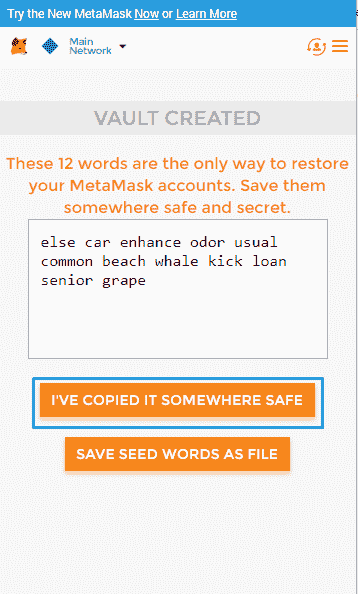 Try the New MetaMask Now or Learn More
Main
Network
VAULT CREATED
These 12 words are the only way to restore
your MetaMask accounts. Save them
somewhere safe and secret.
else car enhance odor usual
common beach whale kick loan
senior grape
I'VE COPIED IT SOMEWHERE SAFE
SAVE SEED WORDS AS FILE